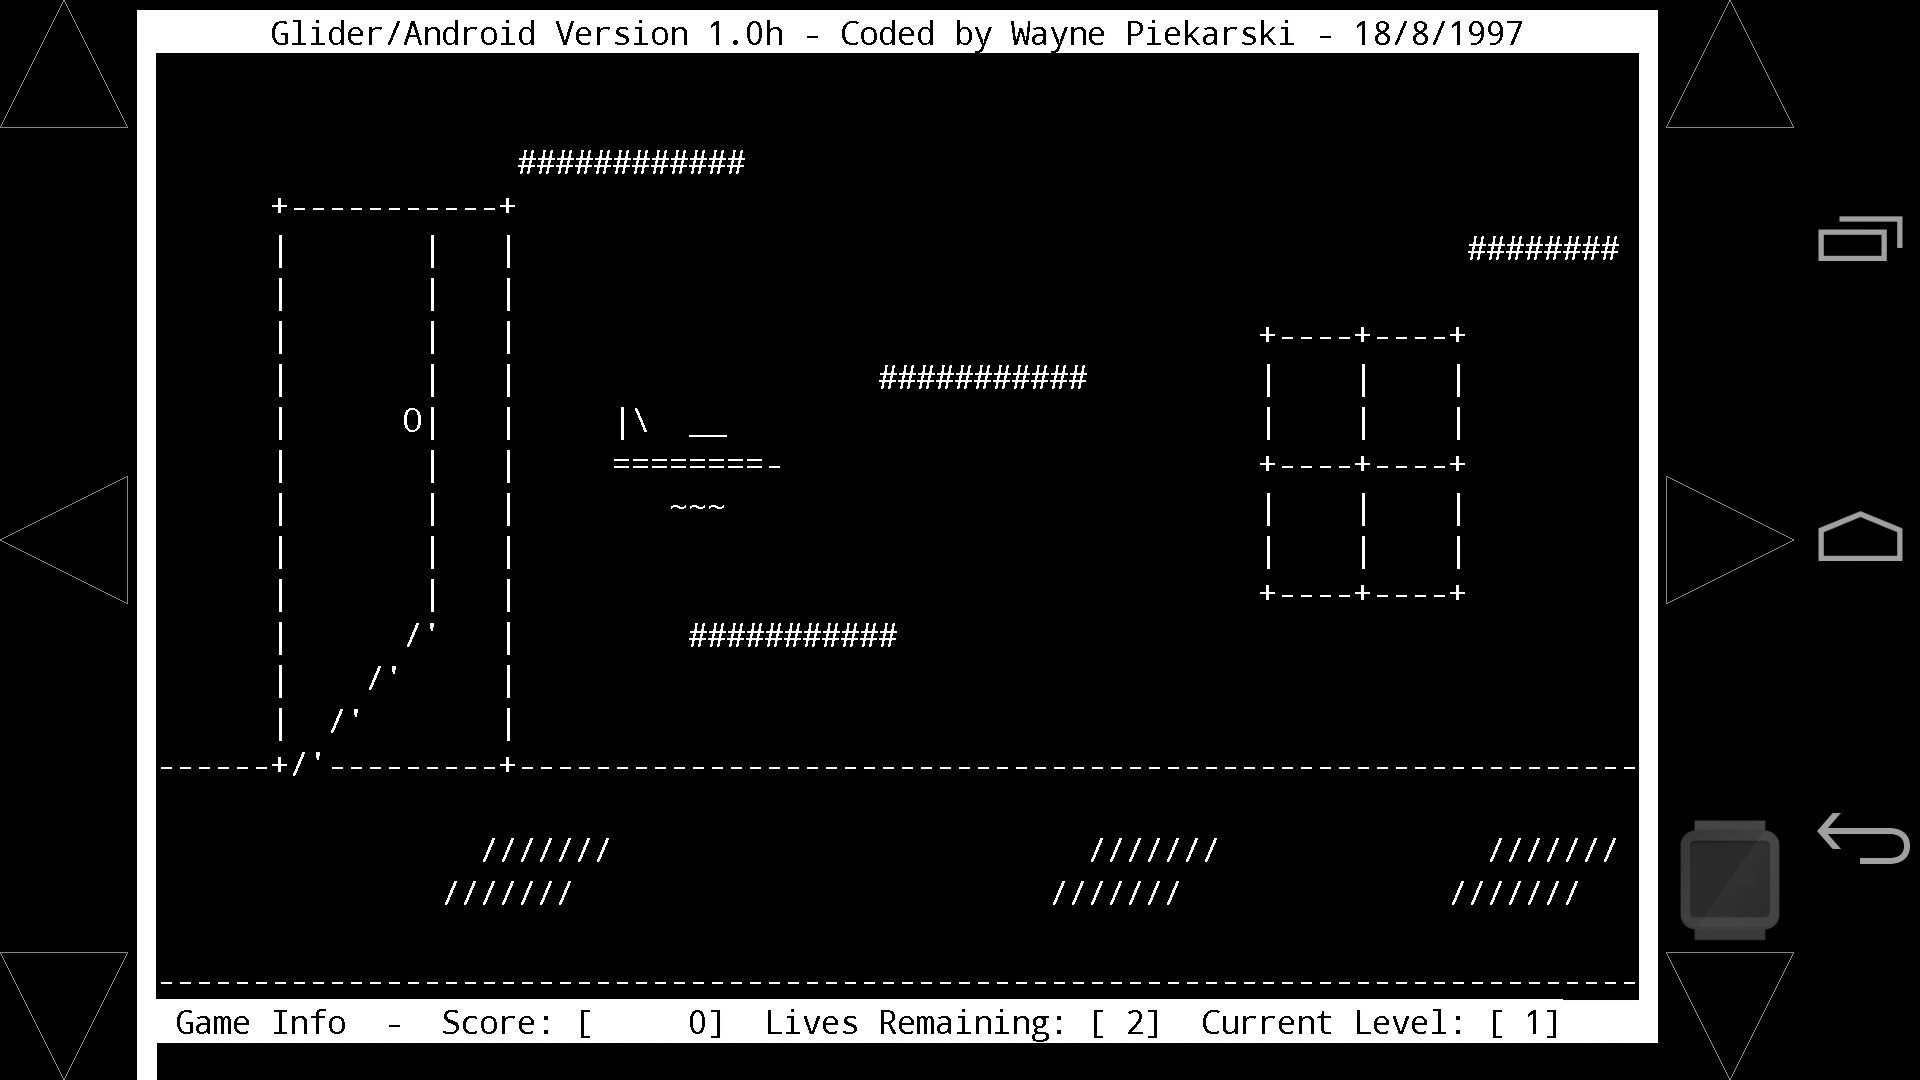 Glider/Android Version 1.0h - Coded by Wayne Piekarski - 18/8/1997
Game Info - Score: [ 0] Lives Remaining: [ 2] Current Level: [ 1]